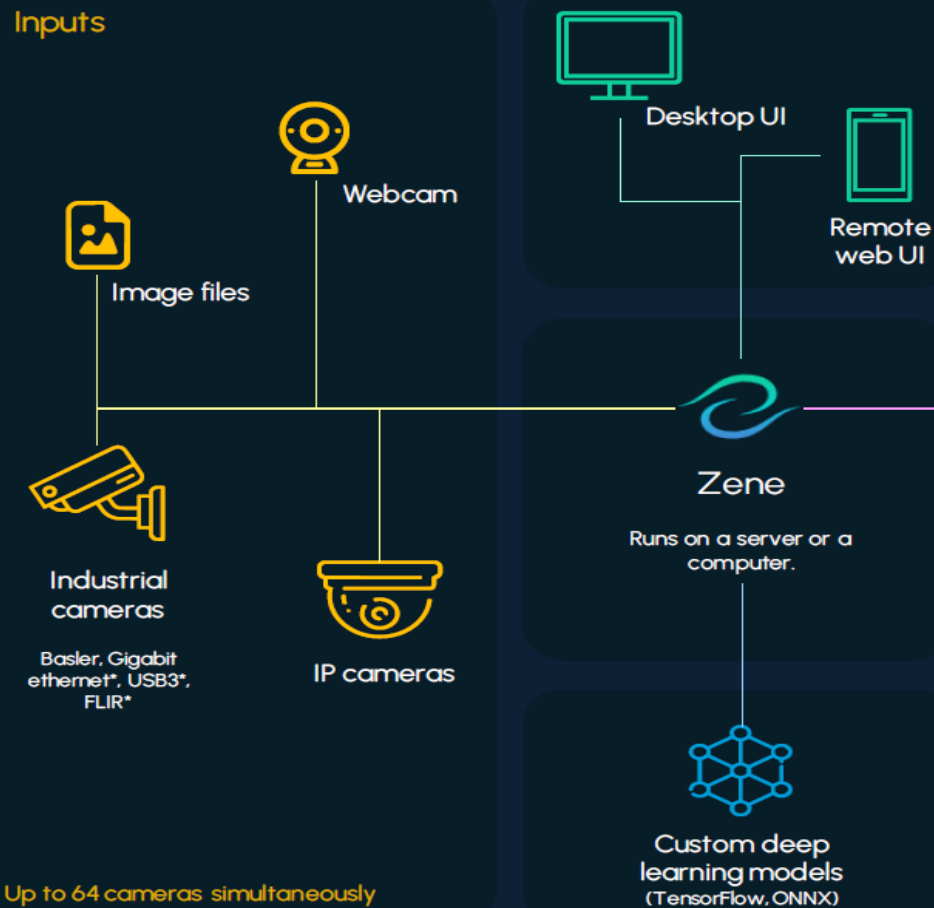 Inputs
Webcam
Image files
Industrial
cameras
Basler, Gigabit
ethernet*, USB3*,
FLIR*
IP cameras
Up to 64 cameras simultaneously
Desktop UI
Remote
web UI
Zene
Runs on a server or a
computer.
Custom deep
learning models
(TensorFlow, ONNX)